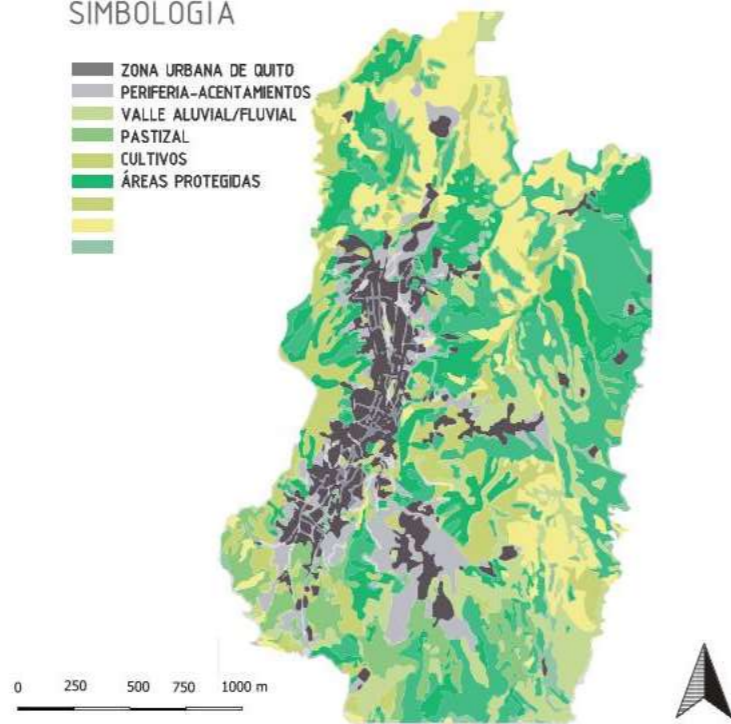 SIMBOLOGIA
ZONA URBANA DE QUITO
PERIFERIA-ACENTAMIENTOS
VALLE ALUVIAL/FLUVIAL
PASTIZAL
CULTIVOS
ÁREAS PROTEGIDAS
0 250 500 750 1000 m